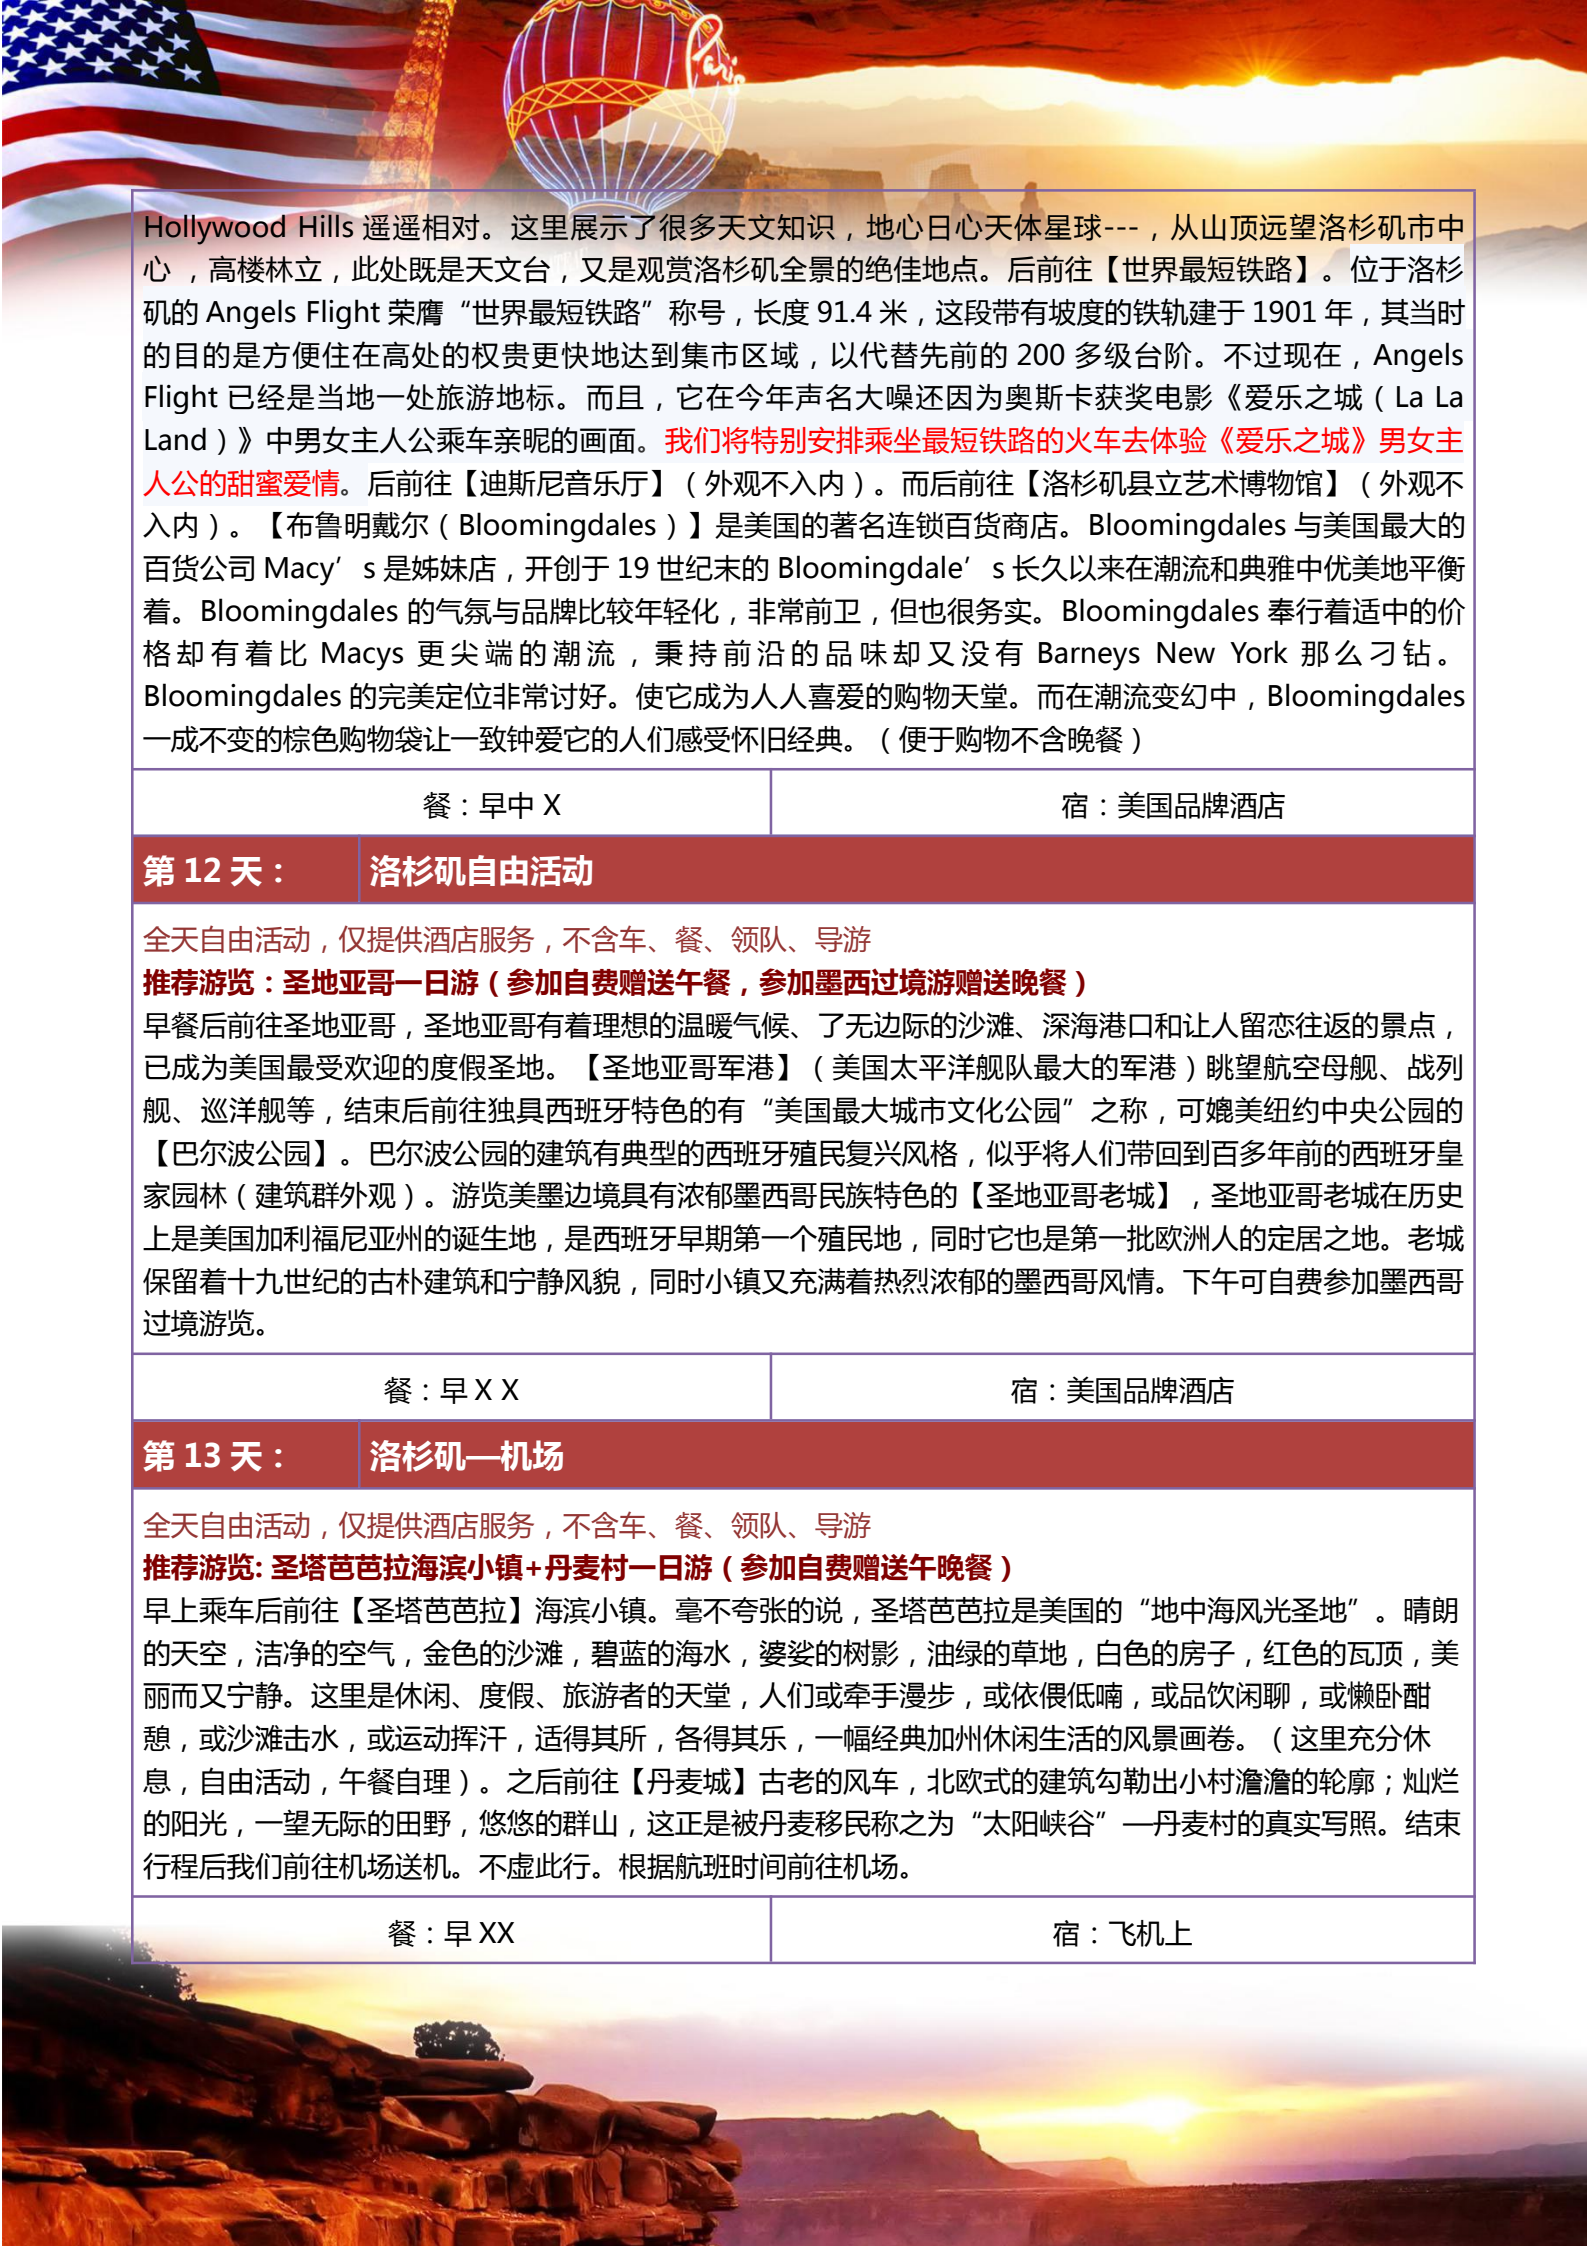 Paris
Hollywood Hills 遥遥相对。这里展示了很多天文知识，地心日心天体星球---，从山顶远望洛杉矶市中
心 ，高楼林立，此处既是天文台，又是观赏洛杉矶全景的绝佳地点。后前往【世界最短铁路】。位于洛杉
矶的 Angels Flight 荣膺“世界最短铁路”称号，长度 91.4 米，这段带有坡度的铁轨建于 1901 年，其当时
的目的是方便住在高处的权贵更快地达到集市区域，以代替先前的 200 多级台阶。不过现在，Angels
Flight 已经是当地一处旅游地标。而且，它在今年声名大噪还因为奥斯卡获奖电影《爱乐之城（La La
Land）》中男女主人公乘车亲昵的画面。我们将特别安排乘坐最短铁路的火车去体验《爱乐之城》男女主
人公的甜蜜爱情。后前往【迪斯尼音乐厅】（外观不入内）。而后前往【洛杉矶县立艺术博物馆】（外观不
入内）。【布鲁明戴尔（Bloomingdales）】是美国的著名连锁百货商店。Bloomingdales 与美国最大的
百货公司 Macy’s 是姊妹店，开创于 19 世纪末的 Bloomingdale’s 长久以来在潮流和典雅中优美地平衡
着。Bloomingdales 的气氛与品牌比较年轻化，非常前卫，但也很务实。Bloomingdales 奉行着适中的价
格却有着比 Macys 更尖端的潮流，秉持前沿的品味却又没有 Barneys New York 那么刁钻。
Bloomingdales 的完美定位非常讨好。使它成为人人喜爱的购物天堂。而在潮流变幻中，Bloomingdales
一成不变的棕色购物袋让一致钟爱它的人们感受怀旧经典。（便于购物不含晚餐）
餐：早中 X 宿：美国品牌酒店
第 12 天： 洛杉矶自由活动
全天自由活动，仅提供酒店服务，不含车、餐、领队、导游
推荐游览：圣地亚哥一日游（参加自费赠送午餐，参加墨西过境游赠送晚餐）
早餐后前往圣地亚哥，圣地亚哥有着理想的温暖气候、了无边际的沙滩、深海港口和让人留恋往返的景点，
已成为美国最受欢迎的度假圣地。【圣地亚哥军港】（美国太平洋舰队最大的军港）眺望航空母舰、战列
舰、巡洋舰等，结束后前往独具西班牙特色的有“美国最大城市文化公园”之称，可媲美纽约中央公园的
【巴尔波公园】。巴尔波公园的建筑有典型的西班牙殖民复兴风格，似乎将人们带回到百多年前的西班牙皇
家园林（建筑群外观）。游览美墨边境具有浓郁墨西哥民族特色的【圣地亚哥老城】，圣地亚哥老城在历史
上是美国加利福尼亚州的诞生地，是西班牙早期第一个殖民地，同时它也是第一批欧洲人的定居之地。老城
保留着十九世纪的古朴建筑和宁静风貌，同时小镇又充满着热烈浓郁的墨西哥风情。下午可自费参加墨西哥
过境游览。
餐：早 X X 宿：美国品牌酒店
第 13 天： 洛杉矶—机场
全天自由活动，仅提供酒店服务，不含车、餐、领队、导游
推荐游览: 圣塔芭芭拉海滨小镇+丹麦村一日游（参加自费赠送午晚餐）
早上乘车后前往【圣塔芭芭拉】海滨小镇。毫不夸张的说，圣塔芭芭拉是美国的“地中海风光圣地”。晴朗
的天空，洁净的空气，金色的沙滩，碧蓝的海水，婆娑的树影，油绿的草地，白色的房子，红色的瓦顶，美
丽而又宁静。这里是休闲、度假、旅游者的天堂，人们或牵手漫步，或依偎低喃，或品饮闲聊，或懒卧酣
憩，或沙滩击水，或运动挥汗，适得其所，各得其乐，一幅经典加州休闲生活的风景画卷。（这里充分休
息，自由活动，午餐自理）。之后前往【丹麦城】古老的风车，北欧式的建筑勾勒出小村澹澹的轮廓；灿烂
的阳光，一望无际的田野，悠悠的群山，这正是被丹麦移民称之为“太阳峡谷”—丹麦村的真实写照。结束
行程后我们前往机场送机。不虚此行。根据航班时间前往机场。
餐：早 XX 宿：飞机上